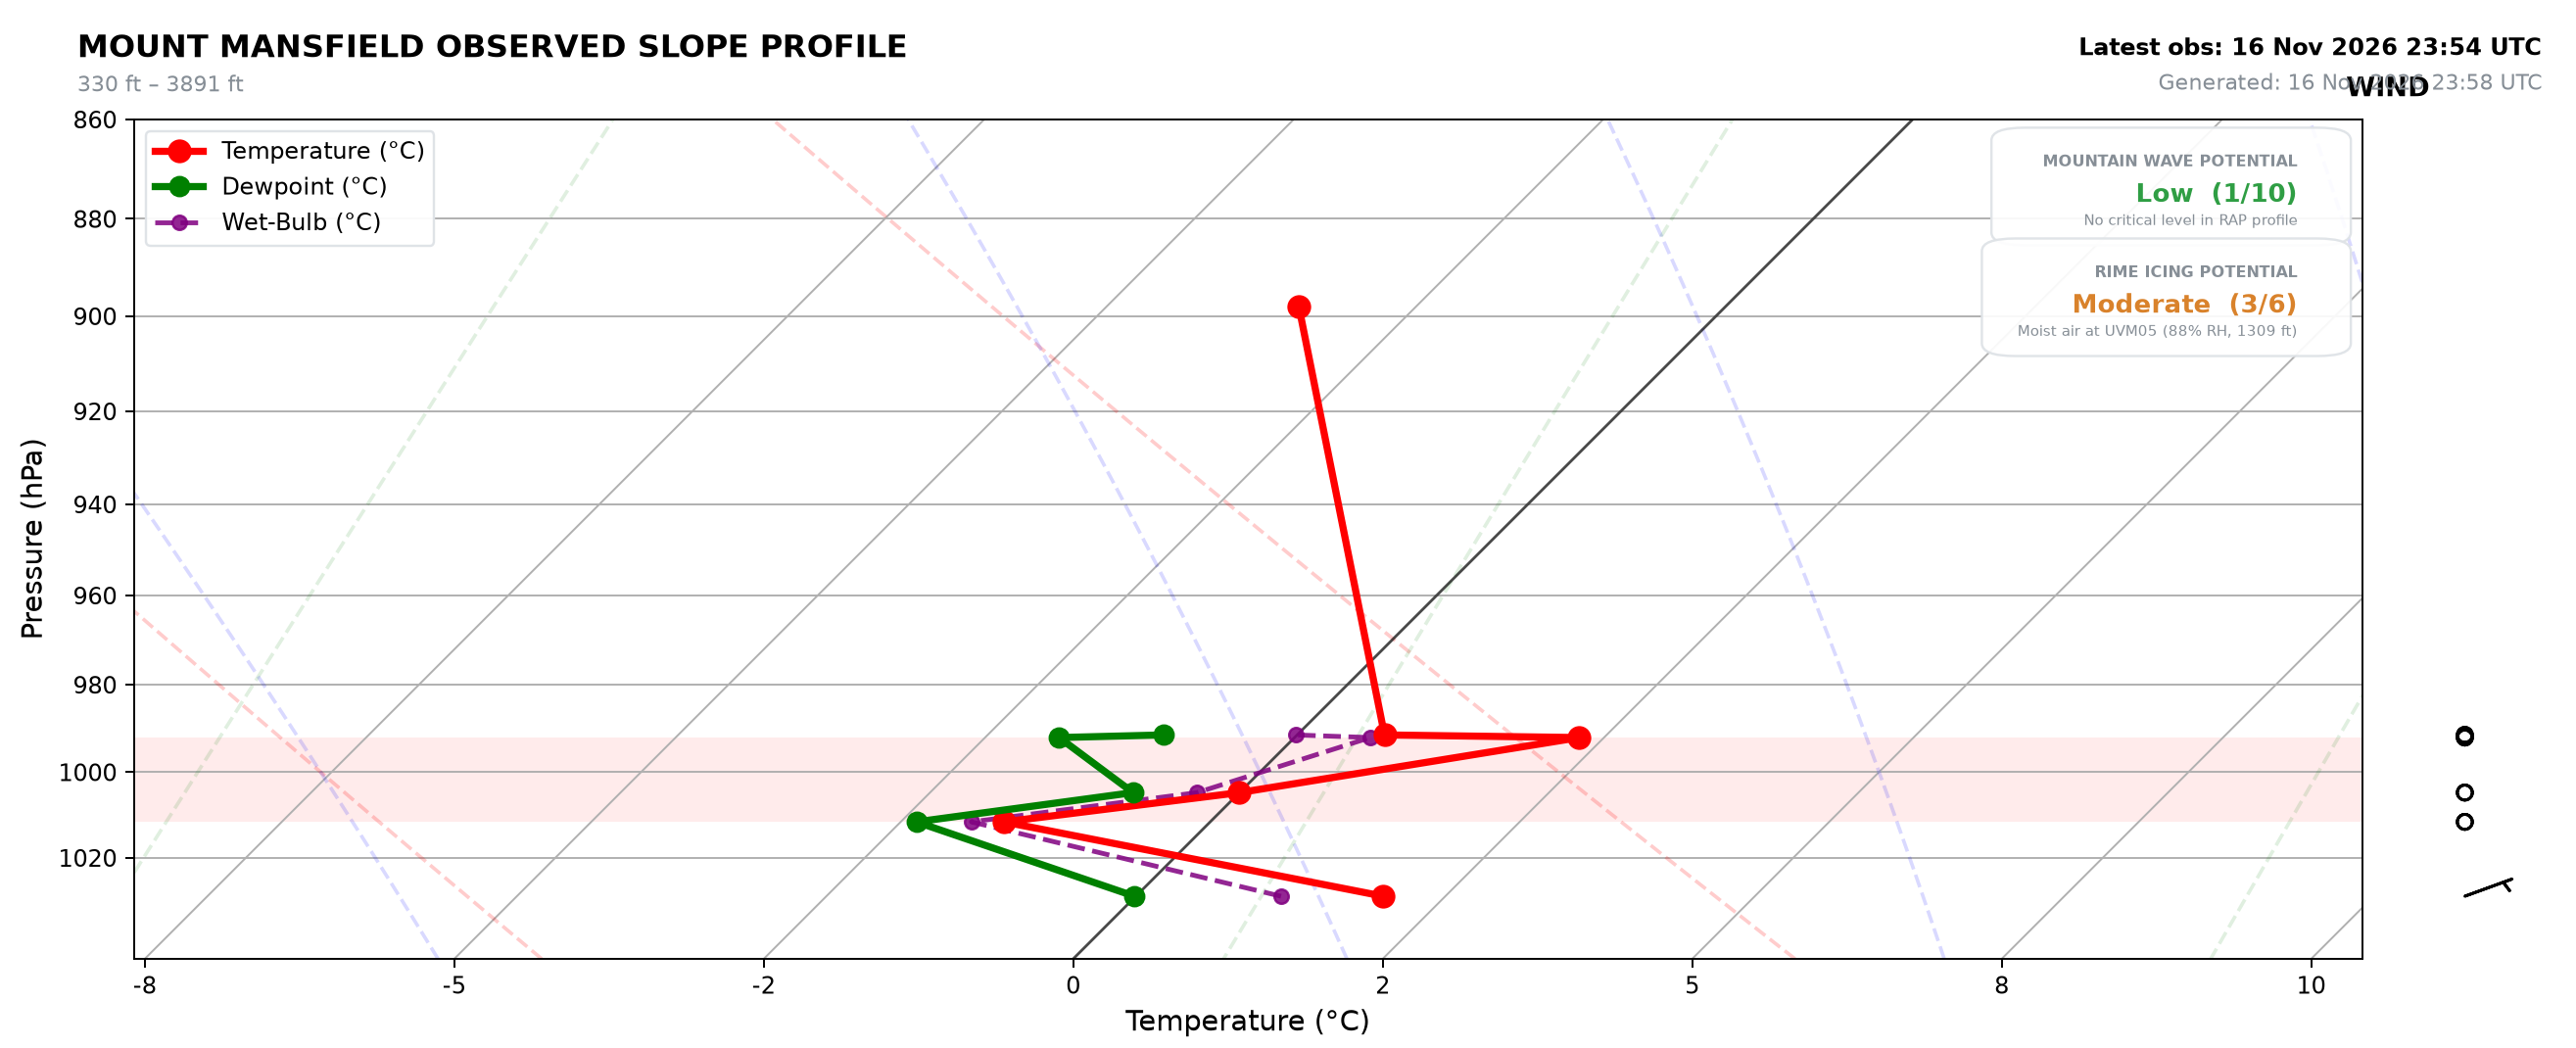 MOUNT MANSFIELD OBSERVED SLOPE PROFILE
330 ft – 3891 ft
Latest obs: 16 Nov 2026 23:54 UTC
Generated: 16 Nov 2026 23:58 UTC
WIND
Temperature (°C)
Dewpoint (°C)
Wet-Bulb (°C)
MOUNTAIN WAVE POTENTIAL
Low (1/10)
No critical level in RAP profile
RIME ICING POTENTIAL
Moderate (3/6)
Moist air at UVM05 (88% RH, 1309 ft)
Pressure (hPa)
860
880
900
920
940
960
980
1000
1020
-8 -5 -2 0 2 5 8 10
Temperature (°C)